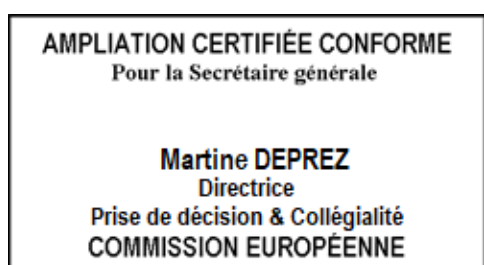 AMPLIATION CERTIFIÉE CONFORME
Pour la Secrétaire générale
Martine DEPREZ
Directrice
Prise de décision & Collégialité
COMMISSION EUROPÉENNE